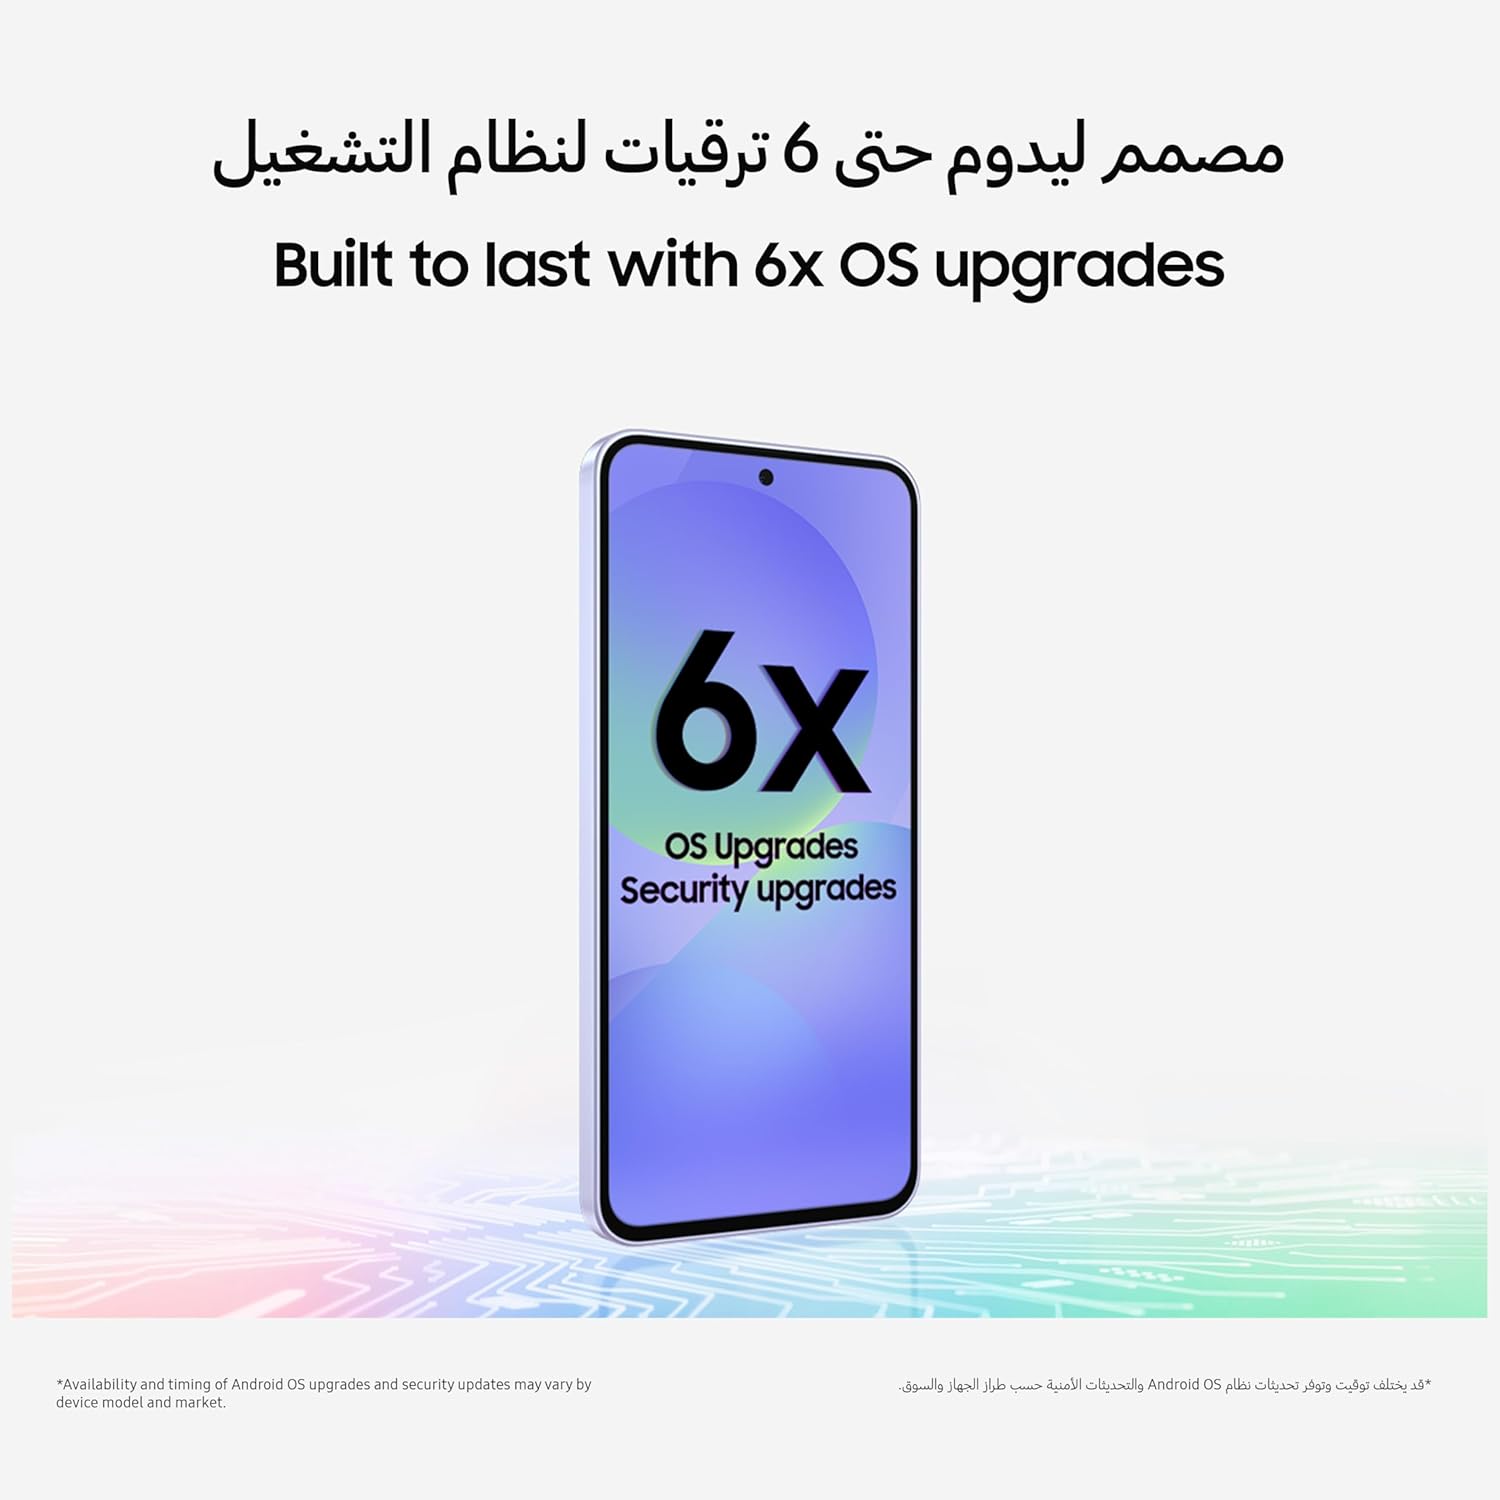 مصمم ليدوم حتى 6 ترقيات لنظام التشغيل
Built to last with 6x OS upgrades
6x
OS Upgrades
Security upgrades
*Availability and timing of Android OS upgrades and security updates may vary by
device model and market.
*قد يختلف توقيت وتوفر تحديثات نظام Android OS والتحديثات الأمنية حسب طراز الجهاز والسوق.